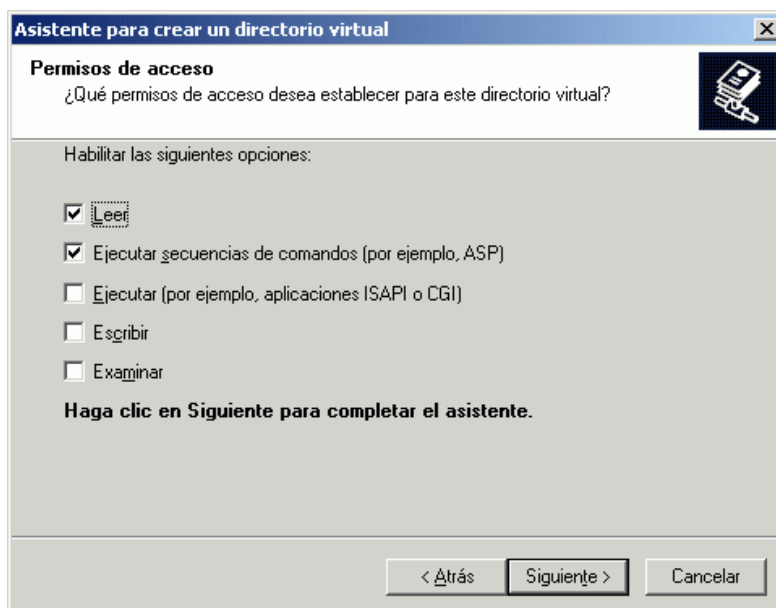 Asistente para crear un directorio virtual
Permisos de acceso
¿Qué permisos de acceso desea establecer para este directorio virtual?
Habilitar las siguientes opciones:
Leer
Ejecutar secuencias de comandos (por ejemplo, ASP)
Ejecutar (por ejemplo, aplicaciones ISAPI o CGI)
Escribir
Examinar
Haga clic en Siguiente para completar el asistente.
< Atrás Siguiente > Cancelar